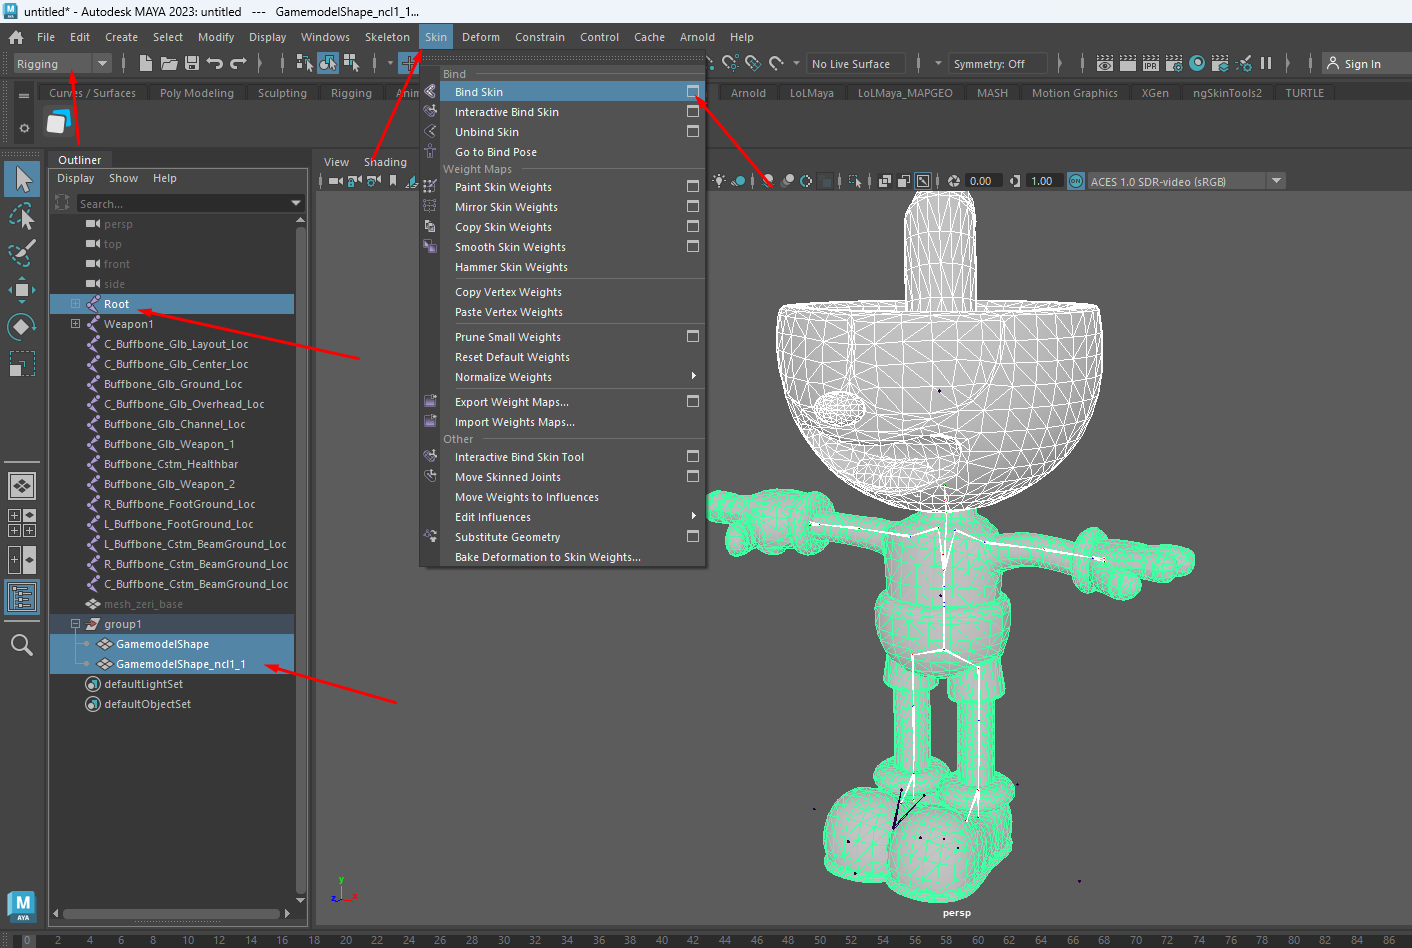 untitled* - Autodesk MAYA 2023: untitled --- GamemodelShape_ncl1_1...
File Edit Create Select Modify Display Windows Skeleton Skin Deform Constrain Control Cache Arnold Help
Rigging
No Live Surface
Symmetry: Off
Sign In
Curves / Surfaces Poly Modeling Sculpting Rigging Anim
Arnold LoLMaya LoLMaya_MAPGEO MASH Motion Graphics XGen ngSkinTools2 TURTLE
Bind
Bind Skin
Interactive Bind Skin
Unbind Skin
Go to Bind Pose
Weight Maps
Paint Skin Weights
Mirror Skin Weights
Copy Skin Weights
Smooth Skin Weights
Hammer Skin Weights
Copy Vertex Weights
Paste Vertex Weights
Prune Small Weights
Reset Default Weights
Normalize Weights
Export Weight Maps...
Import Weights Maps...
Other
Interactive Bind Skin Tool
Move Skinned Joints
Move Weights to Influences
Edit Influences
Substitute Geometry
Bake Deformation to Skin Weights...
Outliner
Display Show Help
Search...
persp
top
front
side
Root
Weapon1
C_Buffbone_Glb_Layout_Loc
C_Buffbone_Glb_Center_Loc
Buffbone_Glb_Ground_Loc
C_Buffbone_Glb_Overhead_Loc
Buffbone_Glb_Channel_Loc
Buffbone_Glb_Weapon_1
Buffbone_Cstm_Healthbar
Buffbone_Glb_Weapon_2
R_Buffbone_FootGround_Loc
L_Buffbone_FootGround_Loc
L_Buffbone_Cstm_BeamGround_Loc
R_Buffbone_Cstm_BeamGround_Loc
C_Buffbone_Cstm_BeamGround_Loc
mesh_zeri_base
group1
GamemodelShape
GamemodelShape_ncl1_1
defaultLightSet
defaultObjectSet
View Shading
0.00 1.00 ON ACES 1.0 SDR-video (sRGB)
IPR
y
z x
persp
M
AYA
0 2 4 6 8 10 12 14 16 18 20 22 24 26 28 30 32 34 36 38 40 42 44 46 48 50 52 54 56 58 60 62 64 66 68 70 72 74 76 78 80 82 84 86